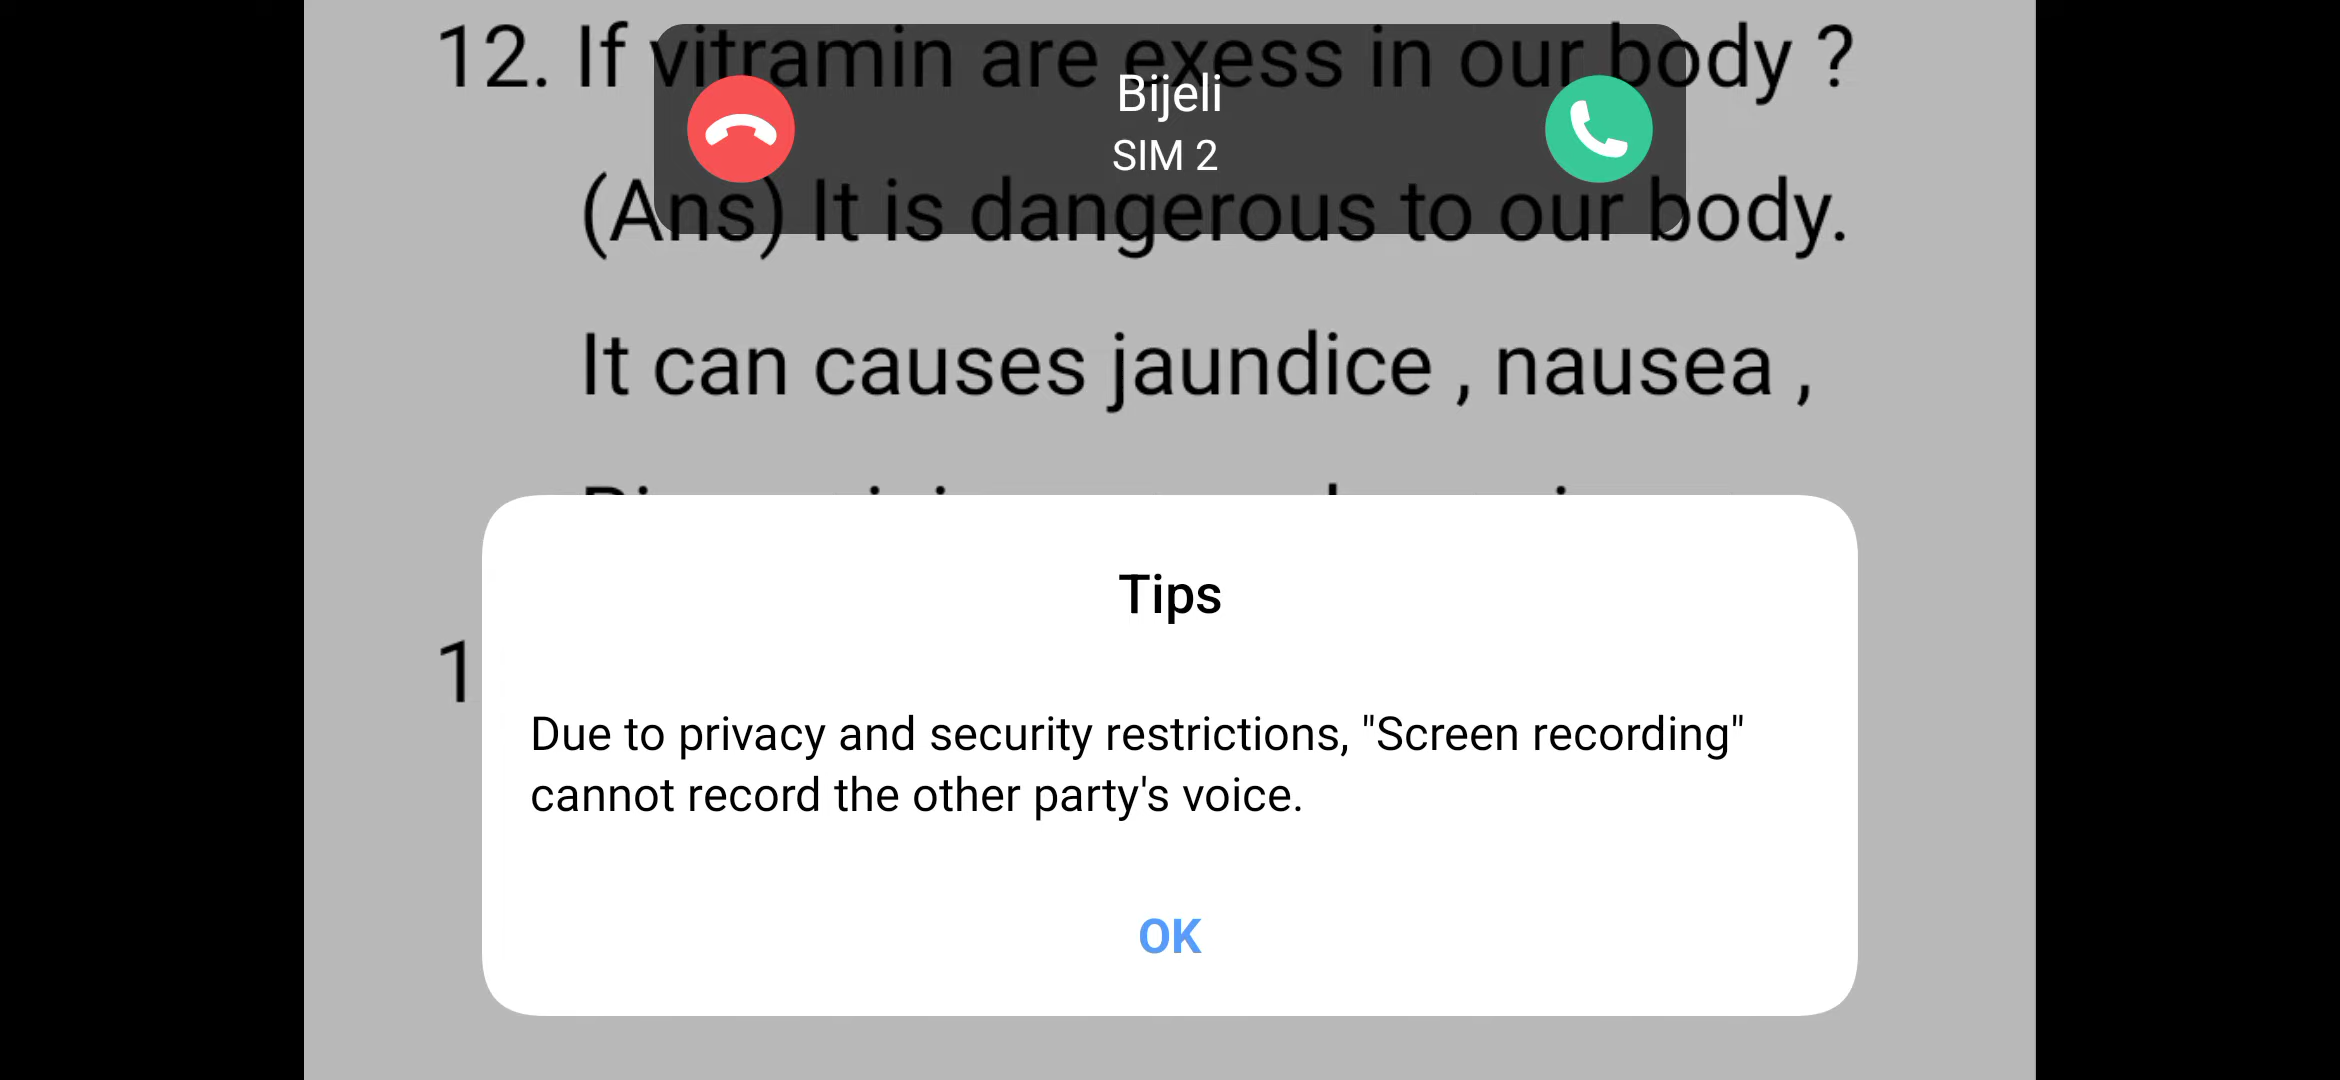 12. If vitramin are exess in our body ?
Bijeli
SIM 2
(Ans) It is dangerous to our body.
It can causes jaundice , nausea ,
1
Tips
Due to privacy and security restrictions, "Screen recording"
cannot record the other party's voice.
OK